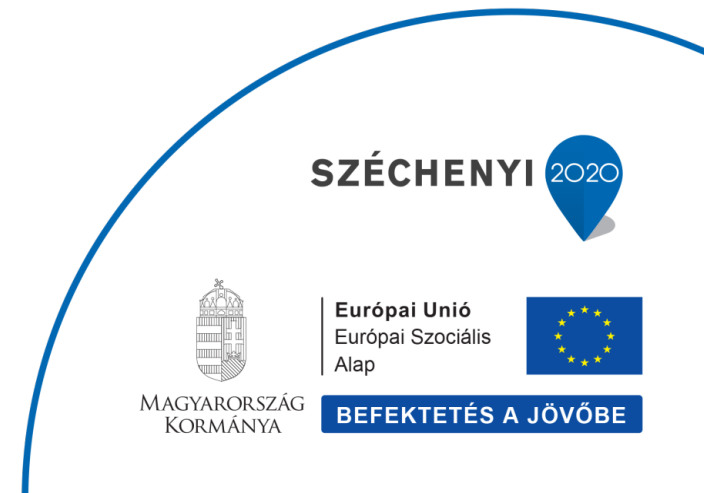 SZÉCHENYI 2020
Európai Unió
Európai Szociális
Alap
MAGYARORSZÁG
KORMÁNYA
BEFEKTETÉS A JÖVŐBE